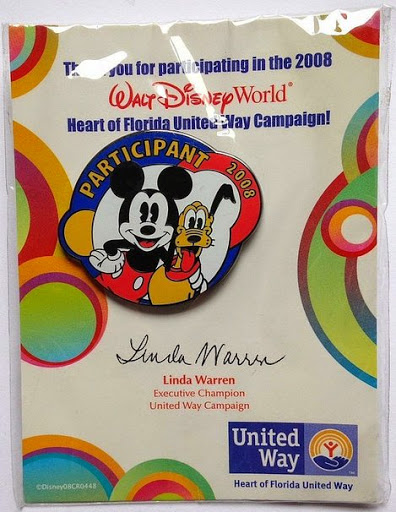 Thank you for participating in the 2008
Walt Disney World®
Heart of Florida United Way Campaign!
PARTICIPANT 2008
Linda Warren
Linda Warren
Executive Champion
United Way Campaign
United
Way
Heart of Florida United Way
©Disney08CR0448